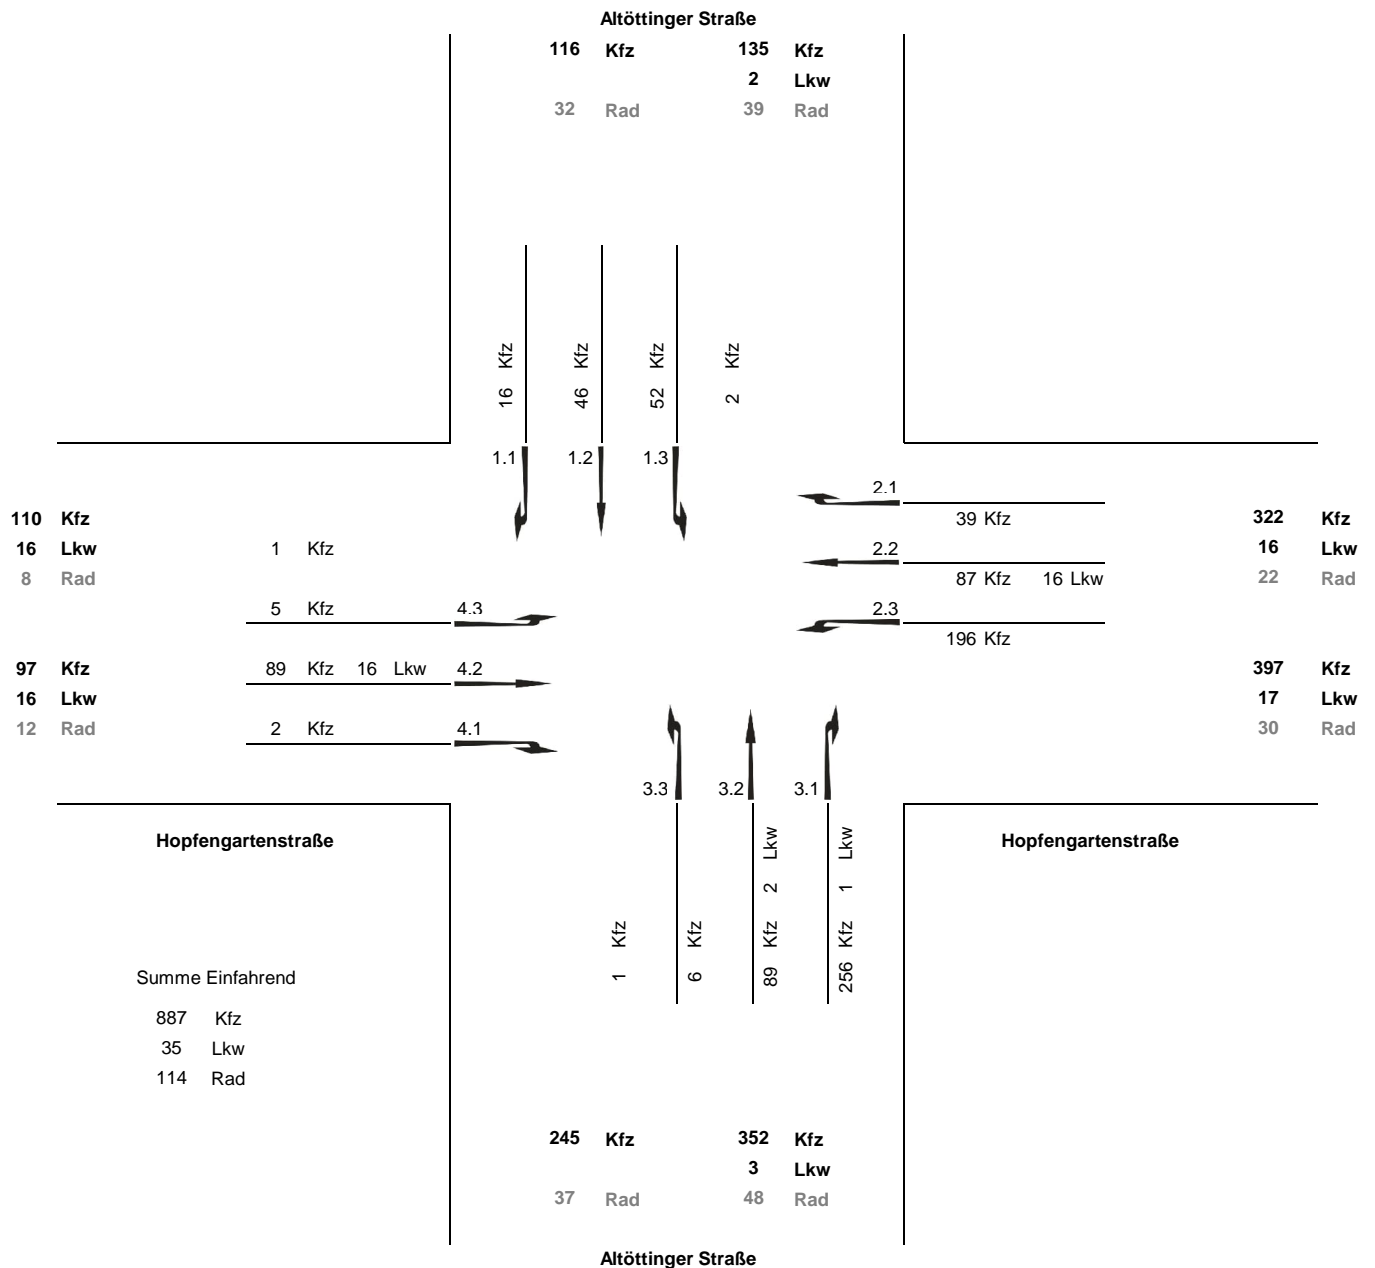 Altöttinger Straße
116 Kfz 135 Kfz
2 Lkw
32 Rad 39 Rad
16 Kfz
46 Kfz
52 Kfz
2 Kfz
1.1 1.2 1.3
2.1
39 Kfz
2.2
87 Kfz 16 Lkw
2.3
196 Kfz
110 Kfz
16 Lkw
8 Rad
1 Kfz
5 Kfz 4.3
89 Kfz 16 Lkw 4.2
2 Kfz 4.1
97 Kfz
16 Lkw
12 Rad
322 Kfz
16 Lkw
22 Rad
397 Kfz
17 Lkw
30 Rad
3.3 3.2 3.1
1 Kfz
6 Kfz
89 Kfz 2 Lkw
256 Kfz 1 Lkw
Hopfengartenstraße
Hopfengartenstraße
Summe Einfahrend
887 Kfz
35 Lkw
114 Rad
245 Kfz 352 Kfz
3 Lkw
37 Rad 48 Rad
Altöttinger Straße